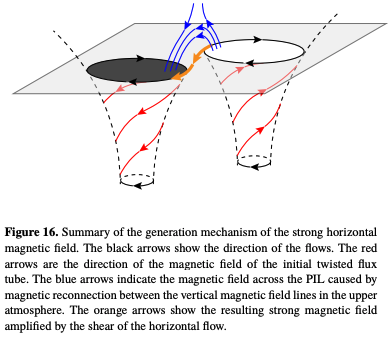 Figure 16. Summary of the generation mechanism of the strong horizontal
magnetic field. The black arrows show the direction of the flows. The red
arrows are the direction of the magnetic field of the initial twisted flux
tube. The blue arrows indicate the magnetic field across the PIL caused by
magnetic reconnection between the vertical magnetic field lines in the upper
atmosphere. The orange arrows show the resulting strong magnetic field
amplified by the shear of the horizontal flow.